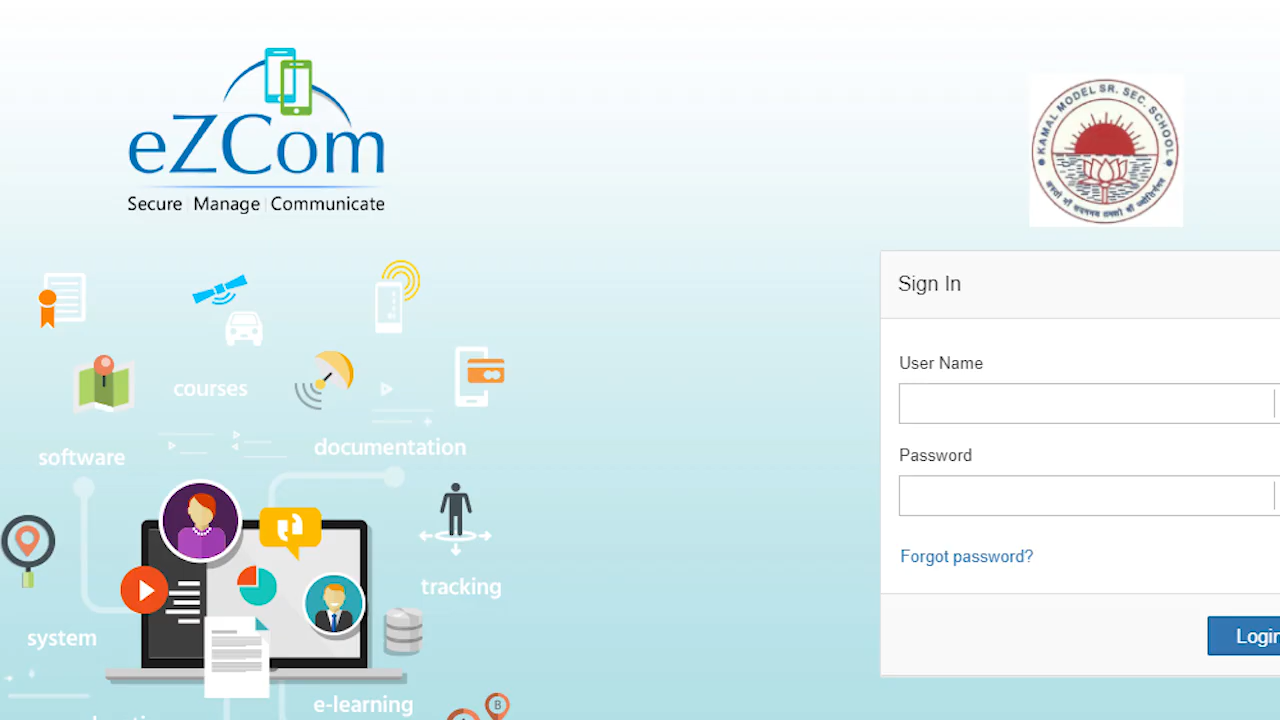 eZCom
Secure | Manage | Communicate
KAMAL MODEL SR. SEC. SCHOOL
Sign In
User Name
Password
Forgot password?
Login
courses
documentation
software
tracking
system
e-learning
B